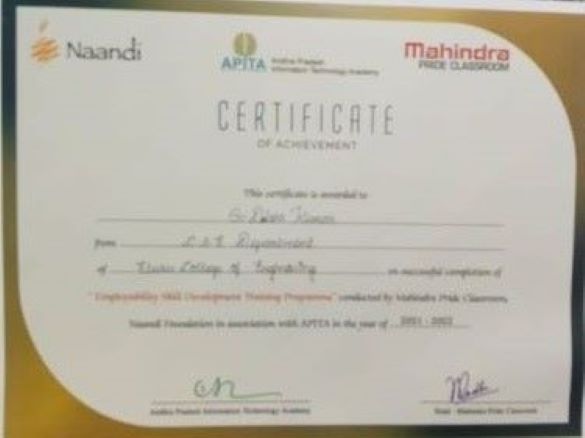 Naandi
APITA Andhra Pradesh
Information Technology Academy
Mahindra
PRIDE CLASSROOM
CERTIFICATE
OF ACHIEVEMENT
This certificate is awarded to
G. Kumar
from Department
of College of Engineering on successful completion of
"Employability Skill Development Training Programme" conducted by Mahindra Pride Classroom,
Naandi Foundation in association with APITA in the year of 2021 - 2022
Andhra Pradesh Information Technology Academy
Mahindra Pride Classroom